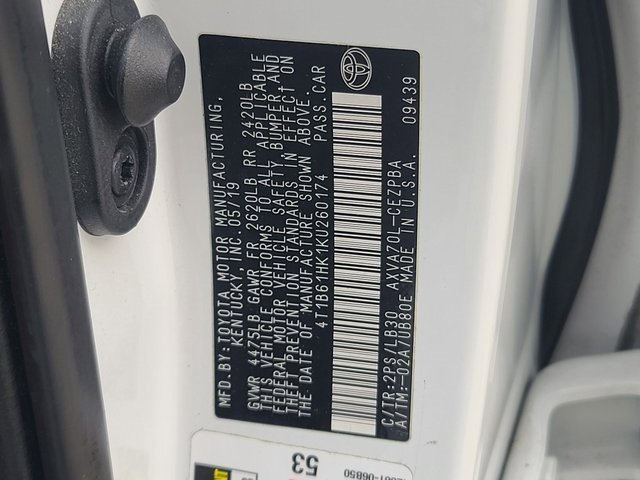 MFD.BY:TOYOTA MOTOR MANUFACTURING,
KENTUCKY, INC. 05/19
GVWR 4475LB GAWR FR 2620LB RR 2420LB
THIS VEHICLE CONFORMS TO ALL APPLICABLE
FEDERAL MOTOR VEHICLE SAFETY, BUMPER, AND
THEFT PREVENTION STANDARDS IN EFFECT ON
THE DATE OF MANUFACTURE SHOWN ABOVE.
4T1B61HK1KU260174 PASS.CAR
C/TR:2PS/LB30 AXVA70L-CEZPBA
A/TM:-02A/UB80E MADE IN U.S.A. 09439
53